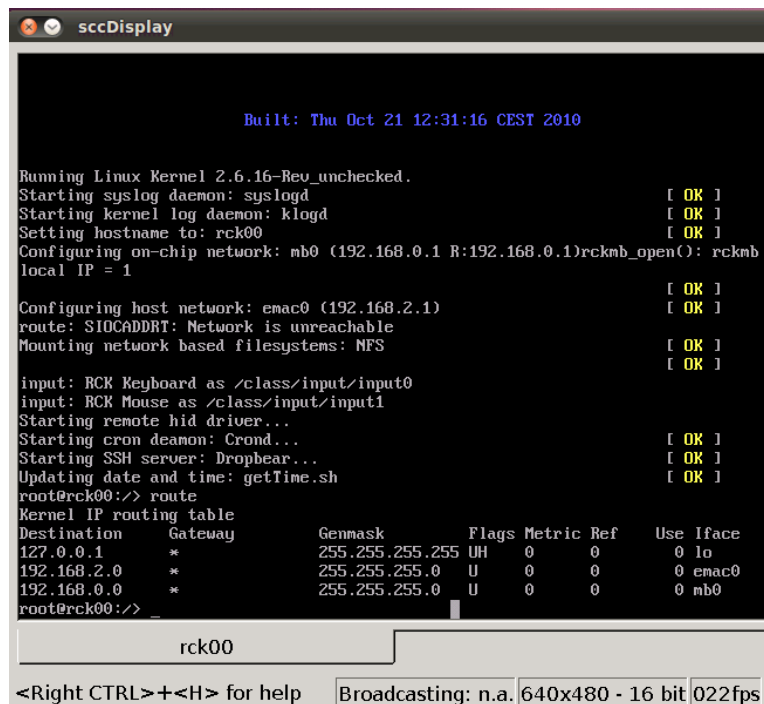 sccDisplay
Built: Thu Oct 21 12:31:16 CEST 2010
Running Linux Kernel 2.6.16-Rev_unchecked.
Starting syslog daemon: syslogd [ OK ]
Starting kernel log daemon: klogd [ OK ]
Setting hostname to: rck00 [ OK ]
Configuring on-chip network: mb0 (192.168.0.1 R:192.168.0.1)rckmb_open(): rckmb
local IP = 1
[ OK ]
Configuring host network: emac0 (192.168.2.1) [ OK ]
route: SIOCADDRT: Network is unreachable
Mounting network based filesystems: NFS [ OK ]
[ OK ]
input: RCK Keyboard as /class/input/input0
input: RCK Mouse as /class/input/input1
Starting remote hid driver...
Starting cron deamon: Crond... [ OK ]
Starting SSH server: Dropbear... [ OK ]
Updating date and time: getTime.sh [ OK ]
root@rck00:/> route
Kernel IP routing table
Destination Gateway Genmask Flags Metric Ref Use Iface
127.0.0.1 * 255.255.255.255 UH 0 0 0 lo
192.168.2.0 * 255.255.255.0 U 0 0 0 emac0
192.168.0.0 * 255.255.255.0 U 0 0 0 mb0
root@rck00:/> _
rck00
<Right CTRL>+<H> for help Broadcasting: n.a. 640x480 - 16 bit 022fps